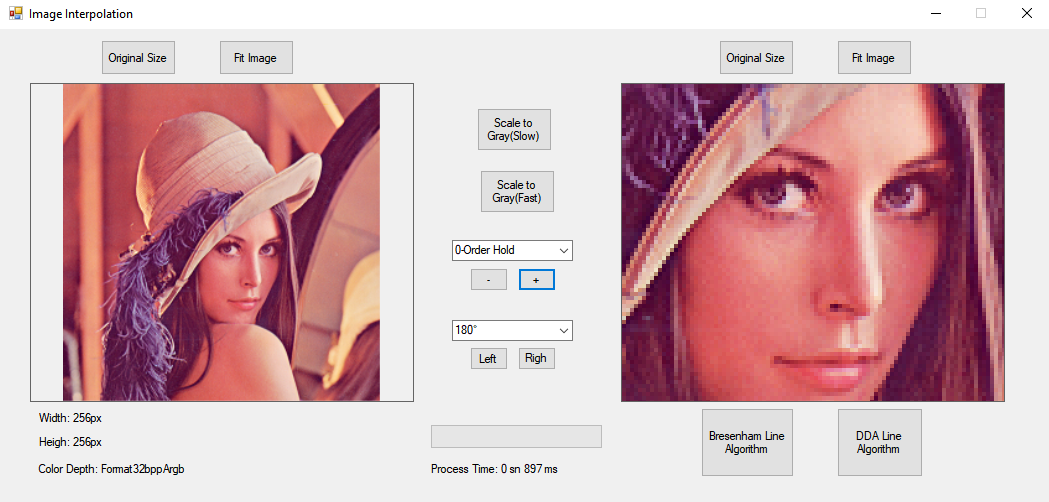 Image Interpolation
Original Size
Fit Image
Original Size
Fit Image
Scale to
Gray(Slow)
Scale to
Gray(Fast)
0-Order Hold
-
+
180°
Left
Righ
Width: 256px
Heigh: 256px
Color Depth: Format32bppArgb
Process Time: 0 sn 897 ms
Bresenham Line
Algorithm
DDA Line
Algorithm